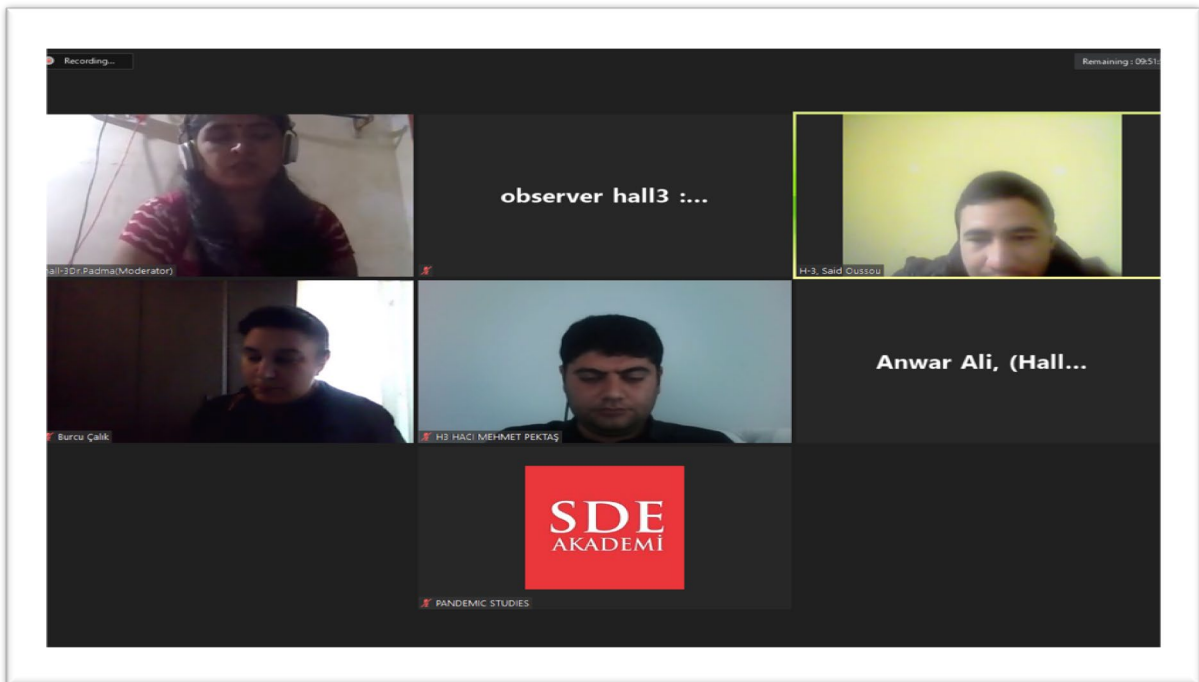 Recording...
Remaining : 09:51:
observer hall3 :...
all-3Dr.Padma(Moderator)
H-3, Said Oussou
Anwar Ali, (Hall...
Burcu Çalık
H3 HACI MEHMET PEKTAŞ
SDE
AKADEMİ
PANDEMIC STUDIES